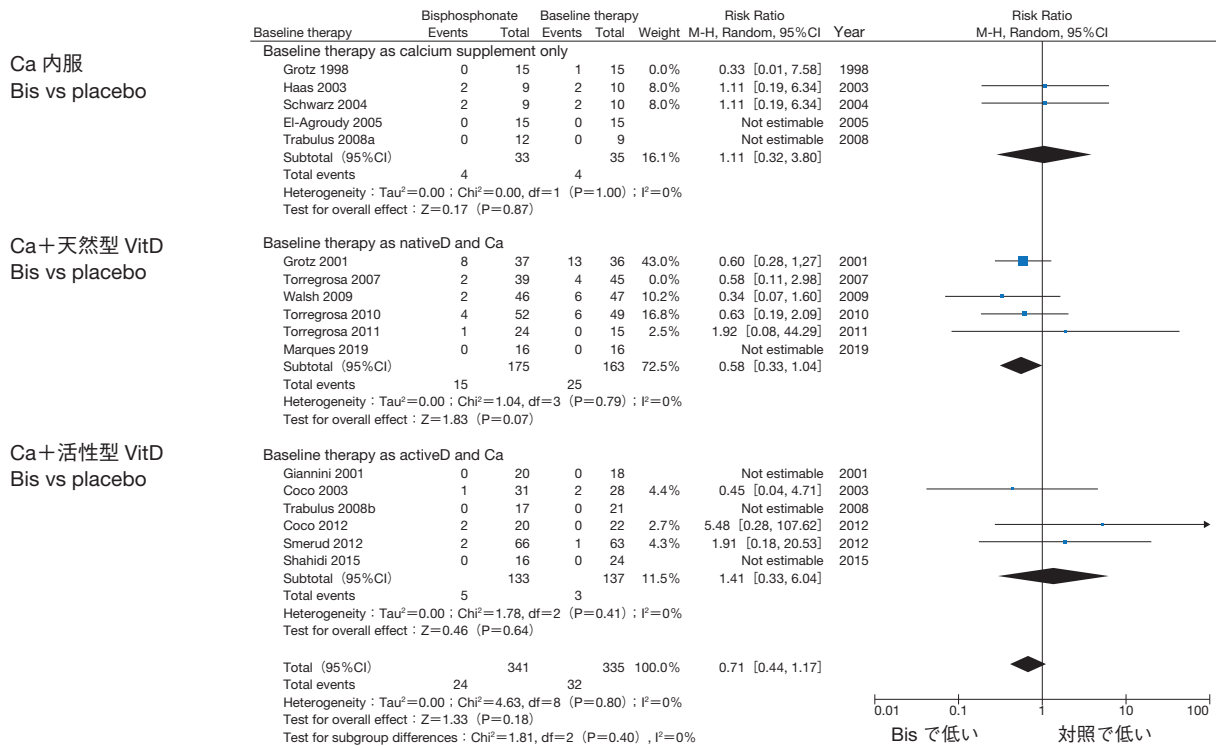 Bisphosphonate Baseline therapy Risk Ratio Risk Ratio
Baseline therapy Events Total Events Total Weight M-H, Random, 95%CI Year M-H, Random, 95%CI
Ca 内服
Bis vs placebo
Baseline therapy as calcium supplement only
Grotz 1998 0 15 1 15 0.0% 0.33［0.01, 7.58］1998
Haas 2003 2 9 2 10 8.0% 1.11［0.19, 6.34］2003
Schwarz 2004 2 9 2 10 8.0% 1.11［0.19, 6.34］2004
El-Agroudy 2005 0 15 0 15 Not estimable 2005
Trabulus 2008a 0 12 0 9 Not estimable 2008
Subtotal（95%CI） 33 35 16.1% 1.11［0.32, 3.80］
Total events 4 4
Heterogeneity：Tau²＝0.00；Chi²＝0.00, df＝1（P＝1.00）；I²＝0%
Test for overall effect：Z＝0.17（P＝0.87）
Ca＋天然型 VitD
Bis vs placebo
Baseline therapy as nativeD and Ca
Grotz 2001 8 37 13 36 43.0% 0.60［0.28, 1,27］2001
Torregrosa 2007 2 39 4 45 0.0% 0.58［0.11, 2.98］2007
Walsh 2009 2 46 6 47 10.2% 0.34［0.07, 1.60］2009
Torregrosa 2010 4 52 6 49 16.8% 0.63［0.19, 2.09］2010
Torregrosa 2011 1 24 0 15 2.5% 1.92［0.08, 44.29］2011
Marques 2019 0 16 0 16 Not estimable 2019
Subtotal（95%CI） 175 163 72.5% 0.58［0.33, 1.04］
Total events 15 25
Heterogeneity：Tau²＝0.00；Chi²＝1.04, df＝3（P＝0.79）；I²＝0%
Test for overall effect：Z＝1.83（P＝0.07）
Ca＋活性型 VitD
Bis vs placebo
Baseline therapy as activeD and Ca
Giannini 2001 0 20 0 18 Not estimable 2001
Coco 2003 1 31 2 28 4.4% 0.45［0.04, 4.71］2003
Trabulus 2008b 0 17 0 21 Not estimable 2008
Coco 2012 2 20 0 22 2.7% 5.48［0.28, 107.62］2012
Smerud 2012 2 66 1 63 4.3% 1.91［0.18, 20.53］2012
Shahidi 2015 0 16 0 24 Not estimable 2015
Subtotal（95%CI） 133 137 11.5% 1.41［0.33, 6.04］
Total events 5 3
Heterogeneity：Tau²＝0.00；Chi²＝1.78, df＝2（P＝0.41）；I²＝0%
Test for overall effect：Z＝0.46（P＝0.64）
Total（95%CI） 341 335 100.0% 0.71［0.44, 1.17］
Total events 24 32
Heterogeneity：Tau²＝0.00；Chi²＝4.63, df＝8（P＝0.80）；I²＝0%
Test for overall effect：Z＝1.33（P＝0.18）
Test for subgroup differences：Chi²＝1.81, df＝2（P＝0.40）, I²＝0%
0.01 0.1 1 10 100
Bis で低い 対照で低い